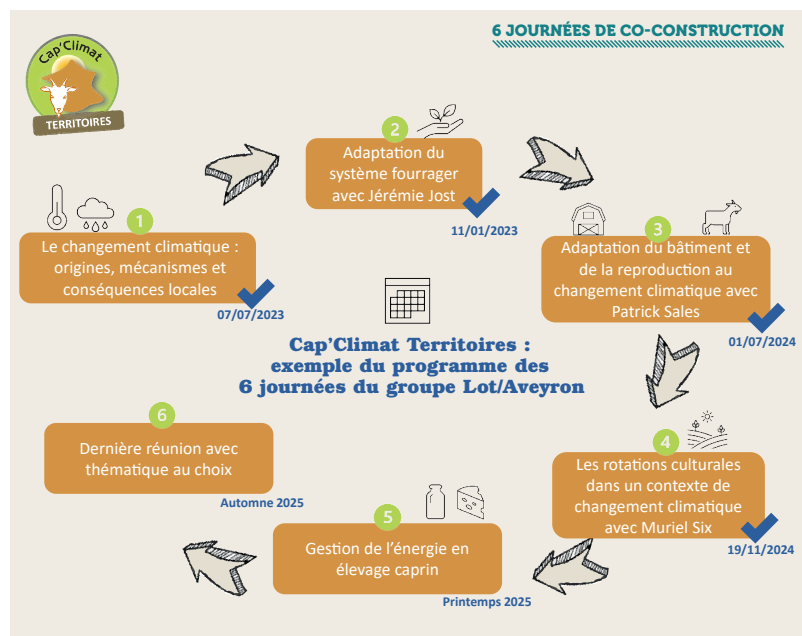 6 JOURNÉES DE CO-CONSTRUCTION
Cap'Climat
TERRITOIRES
1
Le changement climatique :
origines, mécanismes et
conséquences locales
07/07/2023
2
Adaptation du
système fourrager
avec Jérémie Jost
11/01/2023
3
Adaptation du bâtiment et
de la reproduction au
changement climatique avec
Patrick Sales
01/07/2024
Cap'Climat Territoires :
exemple du programme des
6 journées du groupe Lot/Aveyron
4
Les rotations culturales
dans un contexte de
changement climatique
avec Muriel Six
19/11/2024
5
Gestion de l'énergie en
élevage caprin
Printemps 2025
6
Dernière réunion avec
thématique au choix
Automne 2025